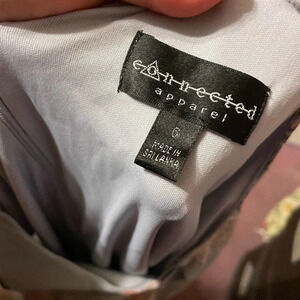 connected
apparel
6
MADE IN
SRI LANKA